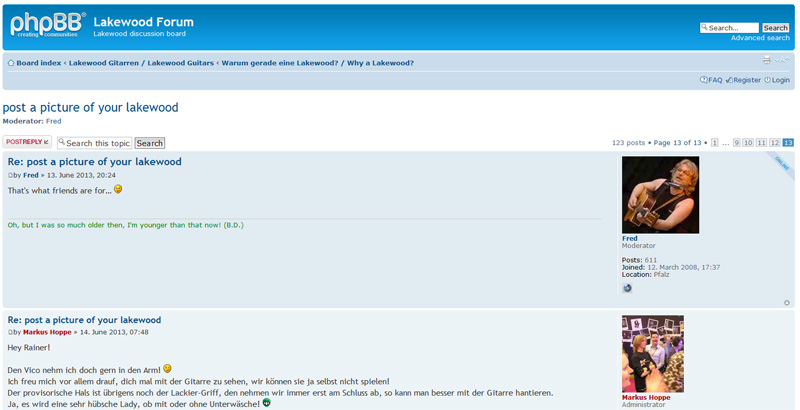 phpBB®
creating communities
Lakewood Forum
Lakewood discussion board
Search... Search
Advanced search
Board index ‹ Lakewood Gitarren / Lakewood Guitars ‹ Warum gerade eine Lakewood? / Why a Lakewood?
FAQ Register Login
post a picture of your lakewood
Moderator: Fred
POSTREPLY Search this topic Search 123 posts • Page 13 of 13 • 1 ... 9 10 11 12 13
Re: post a picture of your lakewood
by Fred » 13. June 2013, 20:24
That's what friends are for...
Oh, but I was so much older then, I'm younger than that now! (B.D.)
ONLINE
Fred
Moderator
Posts: 611
Joined: 12. March 2008, 17:37
Location: Pfalz
Re: post a picture of your lakewood
by Markus Hoppe » 14. June 2013, 07:48
Hey Rainer!
Den Vico nehm ich doch gern in den Arm!
Ich freu mich vor allem drauf, dich mal mit der Gitarre zu sehen, wir können sie ja selbst nicht spielen!
Der provisorische Hals ist übrigens noch der Lackier-Griff, den nehmen wir immer erst am Schluss ab, so kann man besser mit der Gitarre hantieren.
Ja, es wird eine sehr hübsche Lady, ob mit oder ohne Unterwäsche!
Markus Hoppe
Administrator